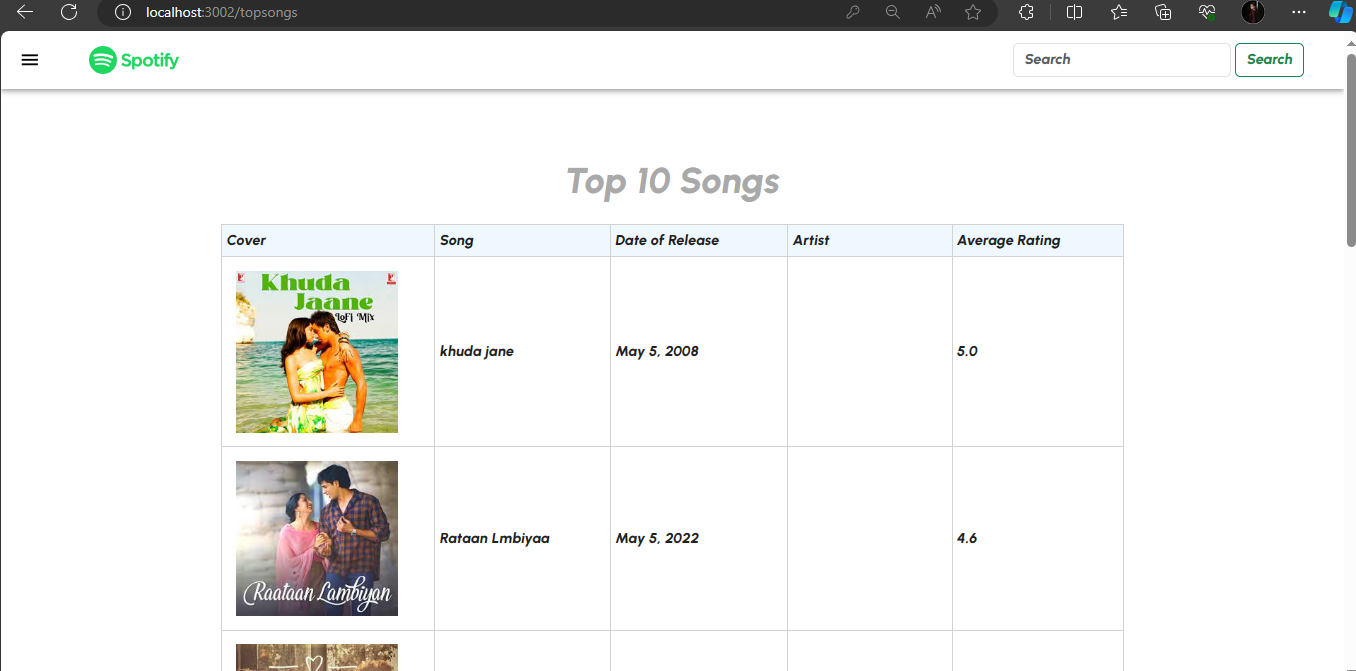 localhost:3002/topsongs
Spotify
Search
Search
Top 10 Songs
Cover Song Date of Release Artist Average Rating
Khuda
Jaane
LoFi Mix
khuda jane May 5, 2008 5.0
Raataan Lambiyan
Rataan Lmbiyaa May 5, 2022 4.6